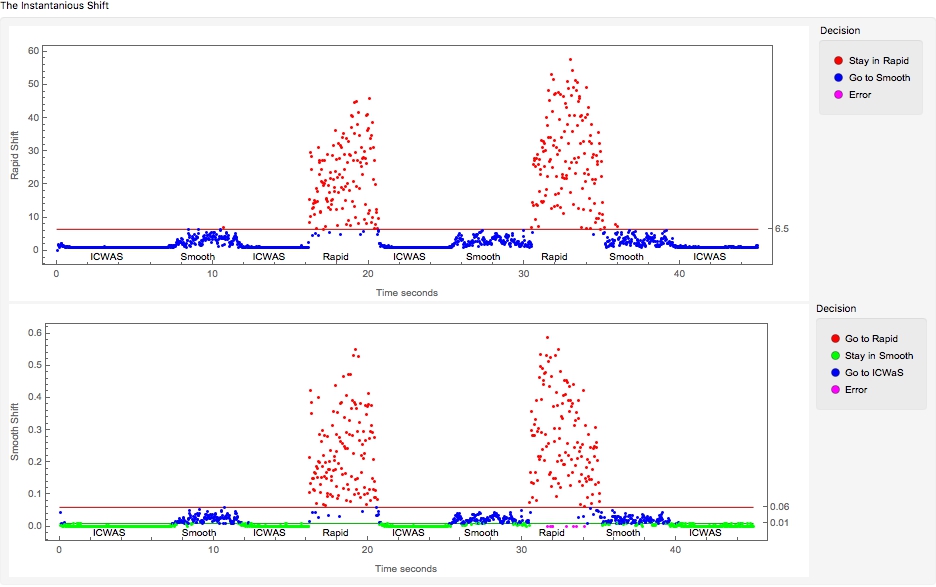 The Instantanious Shift
Decision
Stay in Rapid
Go to Smooth
Error
Rapid Shift
60
50
40
30
20
10
0
6.5
ICWAS Smooth ICWAS Rapid ICWAS Smooth Rapid Smooth ICWAS
0 10 20 30 40
Time seconds
Decision
Go to Rapid
Stay in Smooth
Go to ICWaS
Error
Smooth Shift
0.6
0.5
0.4
0.3
0.2
0.1
0.0
0.06
0.01
ICWAS Smooth ICWAS Rapid ICWAS Smooth Rapid Smooth ICWAS
0 10 20 30 40
Time seconds